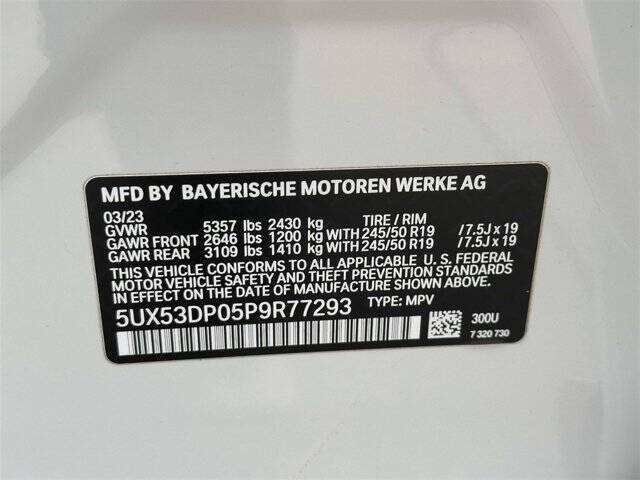 MFD BY BAYERISCHE MOTOREN WERKE AG
03/23
GVWR 5357 lbs 2430 kg TIRE / RIM
GAWR FRONT 2646 lbs 1200 kg WITH 245/50 R19 /7.5J x 19
GAWR REAR 3109 lbs 1410 kg WITH 245/50 R19 /7.5J x 19
THIS VEHICLE CONFORMS TO ALL APPLICABLE U. S. FEDERAL
MOTOR VEHICLE SAFETY AND THEFT PREVENTION STANDARDS
IN EFFECT ON THE DATE OF MANUFACTURE SHOWN ABOVE.
5UX53DP05P9R77293 TYPE: MPV
300U
7 320 730